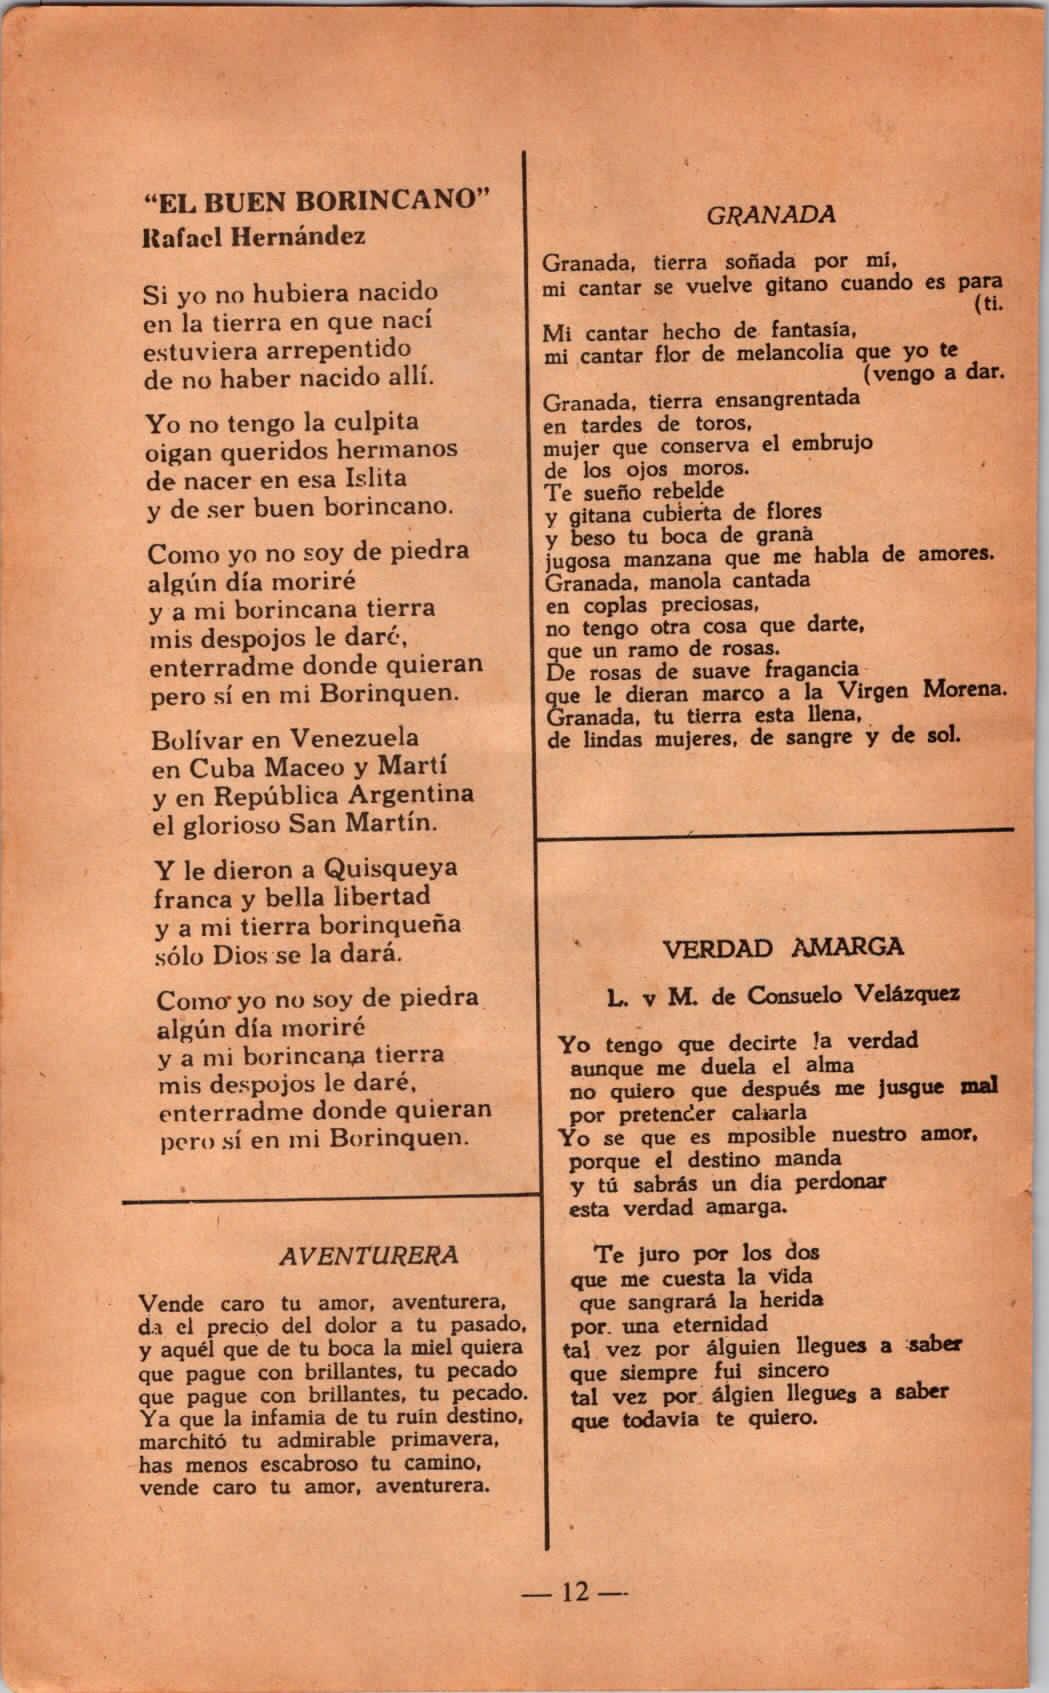 “EL BUEN BORINCANO”
Rafael Hernández
Si yo no hubiera nacido
en la tierra en que nací
estuviera arrepentido
de no haber nacido allí.
Yo no tengo la culpita
oigan queridos hermanos
de nacer en esa Islita
y de ser buen borincano.
Como yo no soy de piedra
algún día moriré
y a mi borincana tierra
mis despojos le daré,
enterradme donde quieran
pero sí en mi Borinquen.
Bolívar en Venezuela
en Cuba Maceo y Martí
y en República Argentina
el glorioso San Martín.
Y le dieron a Quisqueya
franca y bella libertad
y a mi tierra borinqueña
sólo Dios se la dará.
Como yo no soy de piedra
algún día moriré
y a mi borincana tierra
mis despojos le daré,
enterradme donde quieran
pero sí en mi Borinquen.
AVENTURERA
Vende caro tu amor, aventurera,
da el precio del dolor a tu pasado,
y aquél que de tu boca la miel quiera
que pague con brillantes, tu pecado
que pague con brillantes, tu pecado.
Ya que la infamia de tu ruín destino,
marchitó tu admirable primavera,
has menos escabroso tu camino,
vende caro tu amor, aventurera.
GRANADA
Granada, tierra soñada por mí,
mi cantar se vuelve gitano cuando es para
(ti.
Mi cantar hecho de fantasía,
mi cantar flor de melancolía que yo te
(vengo a dar.
Granada, tierra ensangrentada
en tardes de toros,
mujer que conserva el embrujo
de los ojos moros.
Te sueño rebelde
y gitana cubierta de flores
y beso tu boca de grana
jugosa manzana que me habla de amores.
Granada, manola cantada
en coplas preciosas,
no tengo otra cosa que darte,
que un ramo de rosas.
De rosas de suave fragancia
que le dieran marco a la Virgen Morena.
Granada, tu tierra esta llena,
de lindas mujeres, de sangre y de sol.
VERDAD AMARGA
L. y M. de Consuelo Velázquez
Yo tengo que decirte la verdad
aunque me duela el alma
no quiero que después me jusgue mal
por pretender callarla
Yo se que es mposible nuestro amor,
porque el destino manda
y tú sabrás un dia perdonar
esta verdad amarga.
Te juro por los dos
que me cuesta la vida
que sangrará la herida
por. una eternidad
tal vez por álguien llegues a saber
que siempre fui sincero
tal vez por álgien llegues a saber
que todavia te quiero.
— 12 —